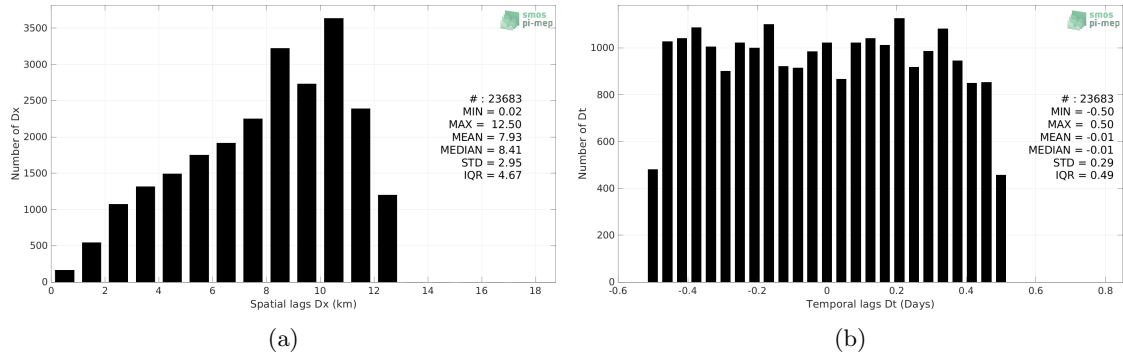 3500
3000
2500
2000
1500
1000
500
0
Number of Dx
0 2 4 6 8 10 12 14 16 18
Spatial lags Dx (km)
smos
pi-mep
# : 23683
MIN = 0.02
MAX = 12.50
MEAN = 7.93
MEDIAN = 8.41
STD = 2.95
IQR = 4.67
(a)
1000
800
600
400
200
0
Number of Dt
-0.6 -0.4 -0.2 0 0.2 0.4 0.6 0.8
Temporal lags Dt (Days)
smos
pi-mep
# : 23683
MIN = -0.50
MAX = 0.50
MEAN = -0.01
MEDIAN = -0.01
STD = 0.29
IQR = 0.49
(b)